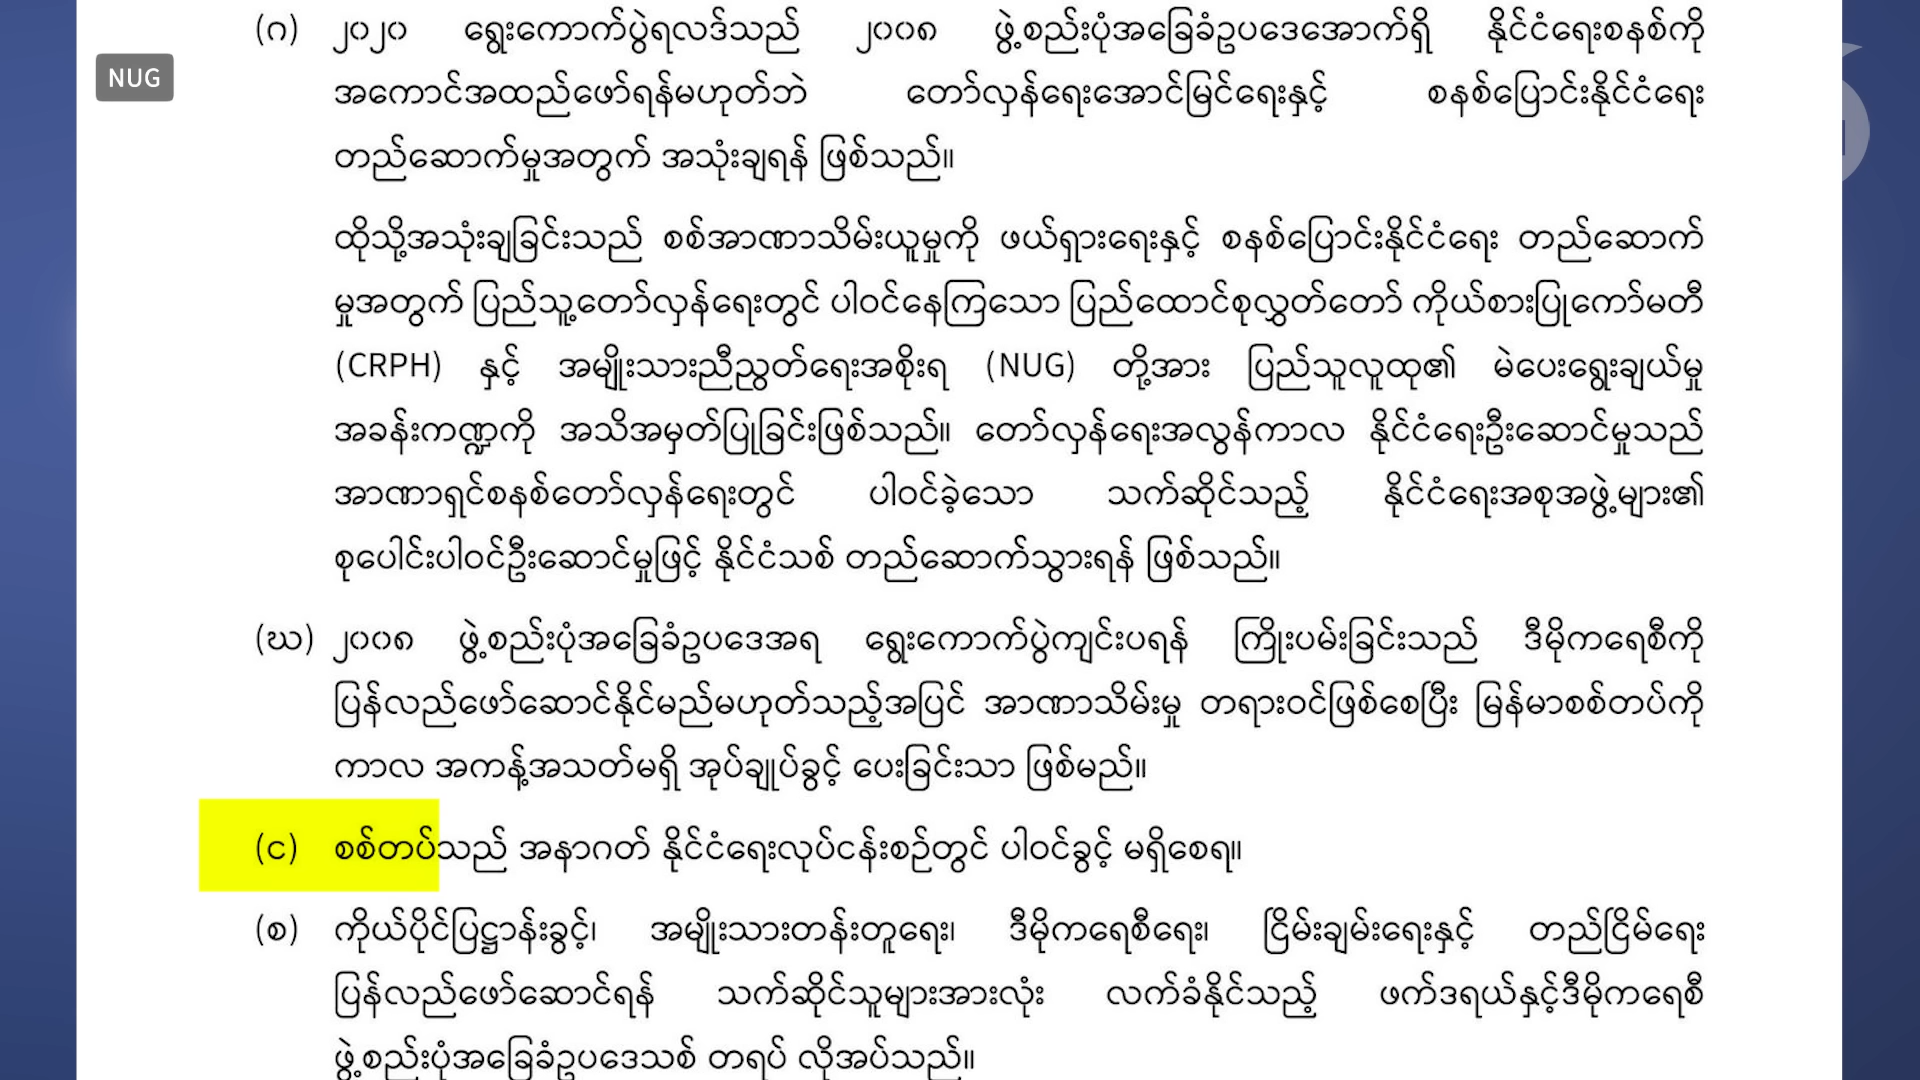 NUG
(ဂ) ၂၀၂၀ ရွေးကောက်ပွဲရလဒ်သည် ၂၀၀၈ ဖွဲ့စည်းပုံအခြေခံဥပဒေအောက်ရှိ နိုင်ငံရေးစနစ်ကို
အကောင်အထည်ဖော်ရန်မဟုတ်ဘဲ တော်လှန်ရေးအောင်မြင်ရေးနှင့် စနစ်ပြောင်းနိုင်ငံရေး
တည်ဆောက်မှုအတွက် အသုံးချရန် ဖြစ်သည်။
ထိုသို့အသုံးချခြင်းသည် စစ်အာဏာသိမ်းယူမှုကို ဖယ်ရှားရေးနှင့် စနစ်ပြောင်းနိုင်ငံရေး တည်ဆောက်
မှုအတွက် ပြည်သူ့တော်လှန်ရေးတွင် ပါဝင်နေကြသော ပြည်ထောင်စုလွှတ်တော် ကိုယ်စားပြုကော်မတီ
(CRPH) နှင့် အမျိုးသားညီညွတ်ရေးအစိုးရ (NUG) တို့အား ပြည်သူလူထု၏ မဲပေးရွေးချယ်မှု
အခန်းကဏ္ဍကို အသိအမှတ်ပြုခြင်းဖြစ်သည်။ တော်လှန်ရေးအလွန်ကာလ နိုင်ငံရေးဦးဆောင်မှုသည်
အာဏာရှင်စနစ်တော်လှန်ရေးတွင် ပါဝင်ခဲ့သော သက်ဆိုင်သည့် နိုင်ငံရေးအစုအဖွဲ့များ၏
စုပေါင်းပါဝင်ဦးဆောင်မှုဖြင့် နိုင်ငံသစ် တည်ဆောက်သွားရန် ဖြစ်သည်။
(ဃ) ၂၀၀၈ ဖွဲ့စည်းပုံအခြေခံဥပဒေအရ ရွေးကောက်ပွဲကျင်းပရန် ကြိုးပမ်းခြင်းသည် ဒီမိုကရေစီကို
ပြန်လည်ဖော်ဆောင်နိုင်မည်မဟုတ်သည့်အပြင် အာဏာသိမ်းမှု တရားဝင်ဖြစ်စေပြီး မြန်မာစစ်တပ်ကို
ကာလ အကန့်အသတ်မရှိ အုပ်ချုပ်ခွင့် ပေးခြင်းသာ ဖြစ်မည်။
(င) စစ်တပ်သည် အနာဂတ် နိုင်ငံရေးလုပ်ငန်းစဉ်တွင် ပါဝင်ခွင့် မရှိစေရ။
(စ) ကိုယ်ပိုင်ပြဋ္ဌာန်းခွင့်၊ အမျိုးသားတန်းတူရေး၊ ဒီမိုကရေစီရေး၊ ငြိမ်းချမ်းရေးနှင့် တည်ငြိမ်ရေး
ပြန်လည်ဖော်ဆောင်ရန် သက်ဆိုင်သူများအားလုံး လက်ခံနိုင်သည့် ဖက်ဒရယ်နှင့်ဒီမိုကရေစီ
ဖွဲ့စည်းပုံအခြေခံဥပဒေသစ် တရပ် လိုအပ်သည်။